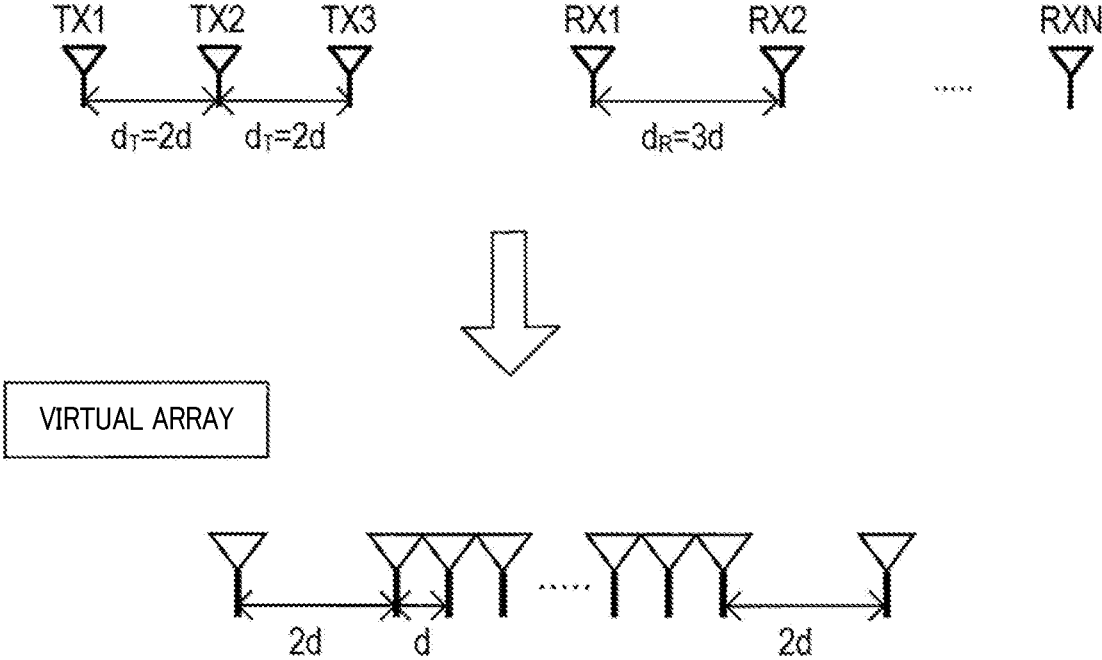 TX1 TX2 TX3 RX1 RX2 RXN
.....
dT=2d dT=2d dR=3d
VIRTUAL ARRAY
.....
2d d 2d